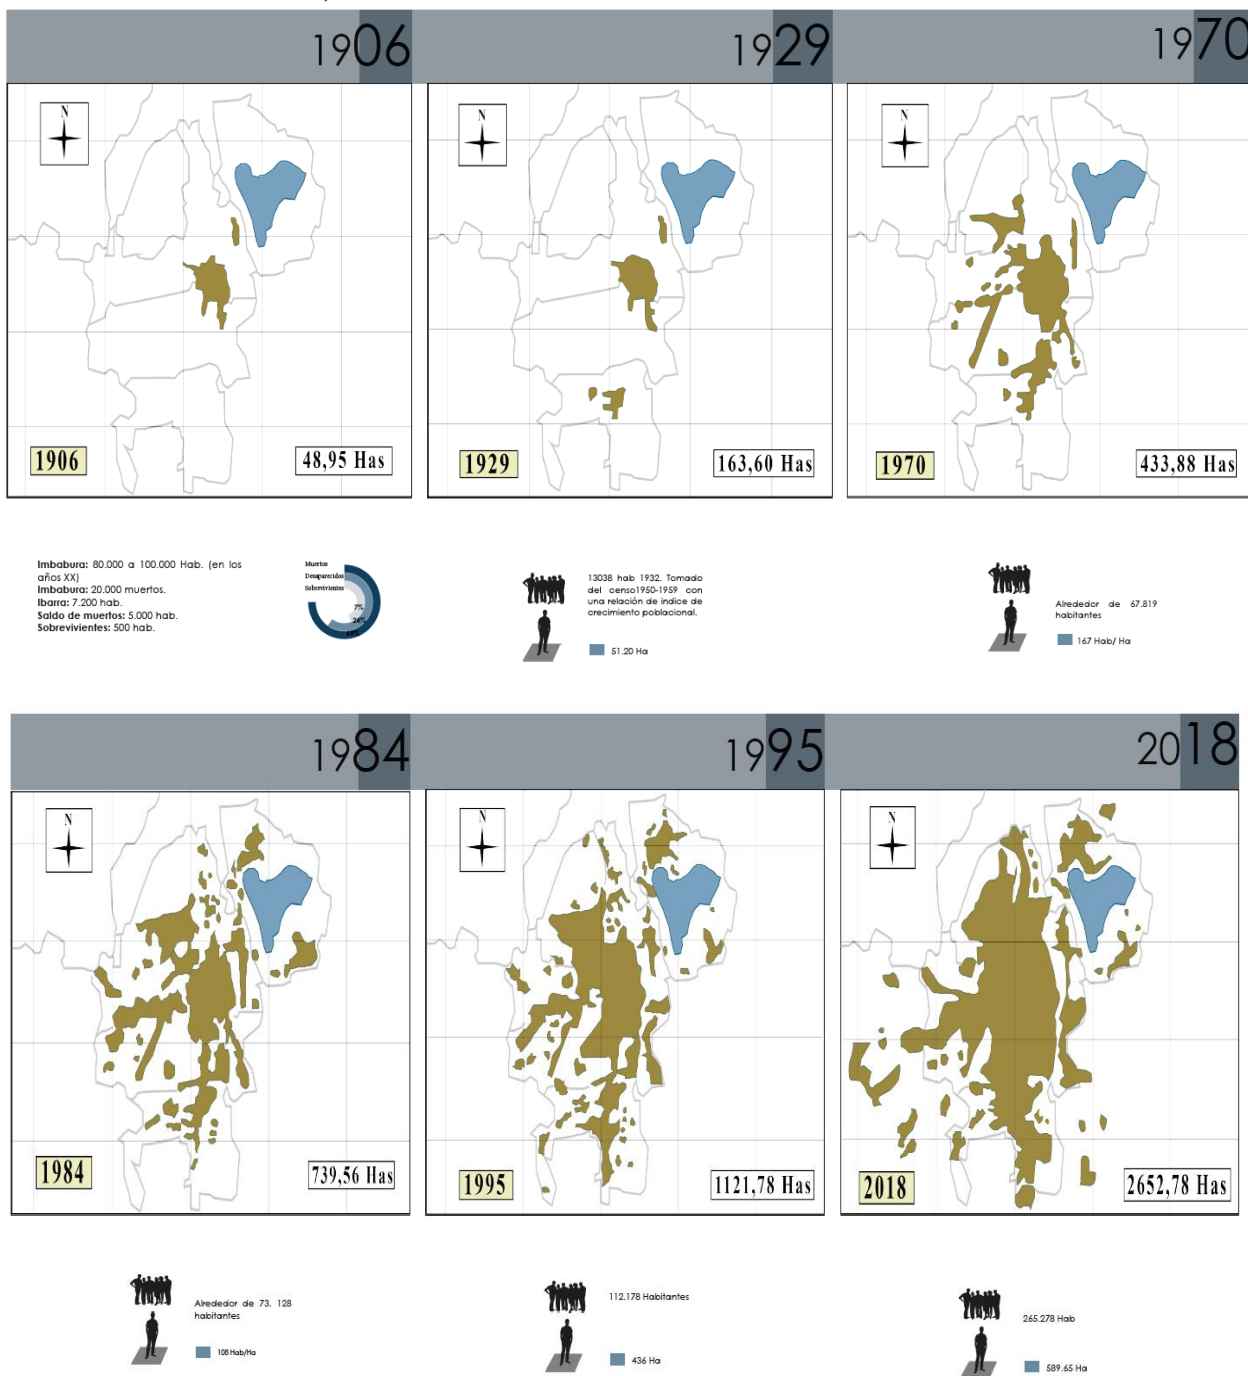 1906
1929
1970
N
N
N
1906
48,95 Has
1929
163,60 Has
1970
433,88 Has
Imbabura: 80.000 a 100.000 Hab. (en los
años XX)
Imbabura: 20.000 muertos.
Ibarra: 7.200 hab.
Saldo de muertos: 5.000 hab.
Sobrevivientes: 500 hab.
Muertos
Desaparecidos
Sobrevivientes
7%
24%
13038 hab 1932. Tomado
del censo1950-1959 con
una relación de indice de
crecimiento poblacional.
51.20 Ha
Alrededor de 67.819
habitantes
167 Hab/ Ha
1984
1995
2018
N
N
N
1984
739,56 Has
1995
1121,78 Has
2018
2652,78 Has
Alrededor de 73. 128
habitantes
108 Hab/Ha
112.178 Habitantes
436 Ha
265.278 Hab
589.65 Ha